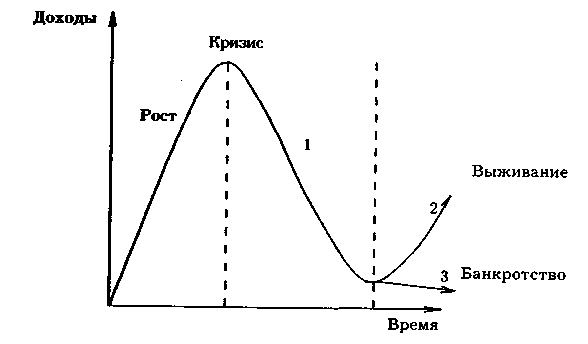 Доходы
Кризис
Рост
1
Выживание
2
3 Банкротство
Время